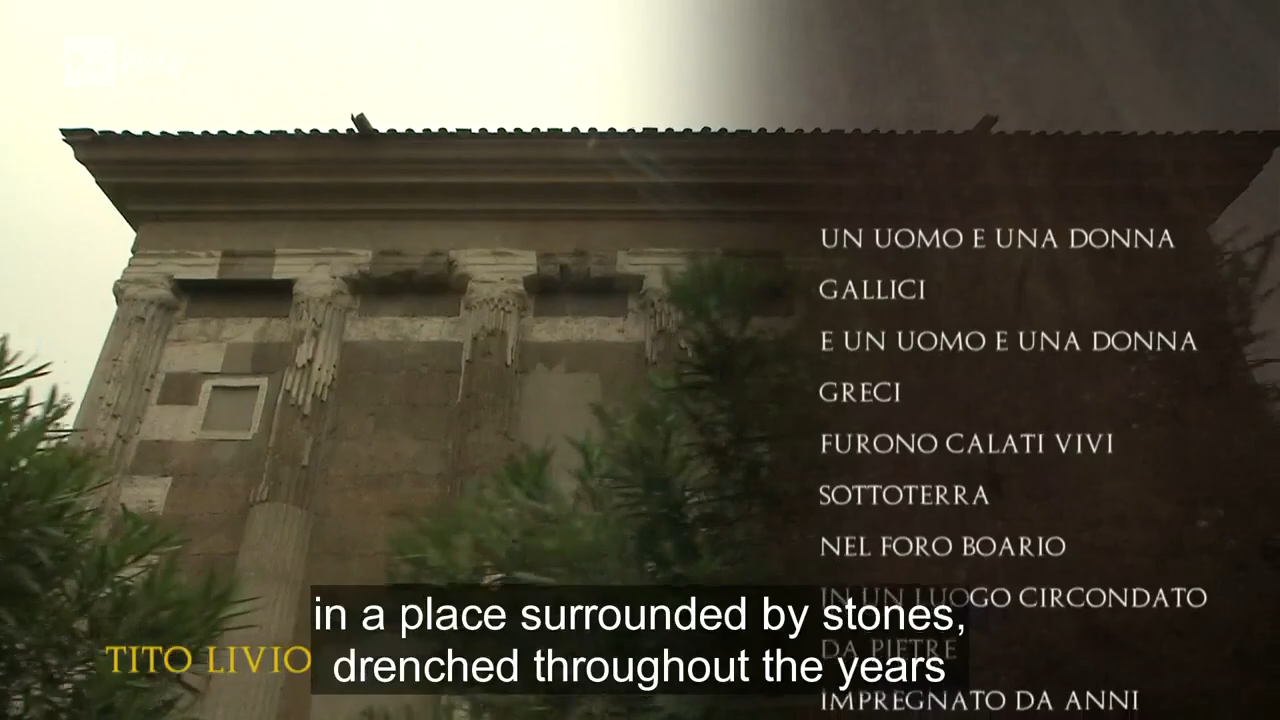 UN UOMO E UNA DONNA
GALLICI
E UN UOMO E UNA DONNA
GRECI
FURONO CALATI VIVI
SOTTOTERRA
NEL FORO BOARIO
IN UN LUOGO CIRCONDATO
DA PIETRE
IMPREGNATO DA ANNI
TITO LIVIO
in a place surrounded by stones,
drenched throughout the years